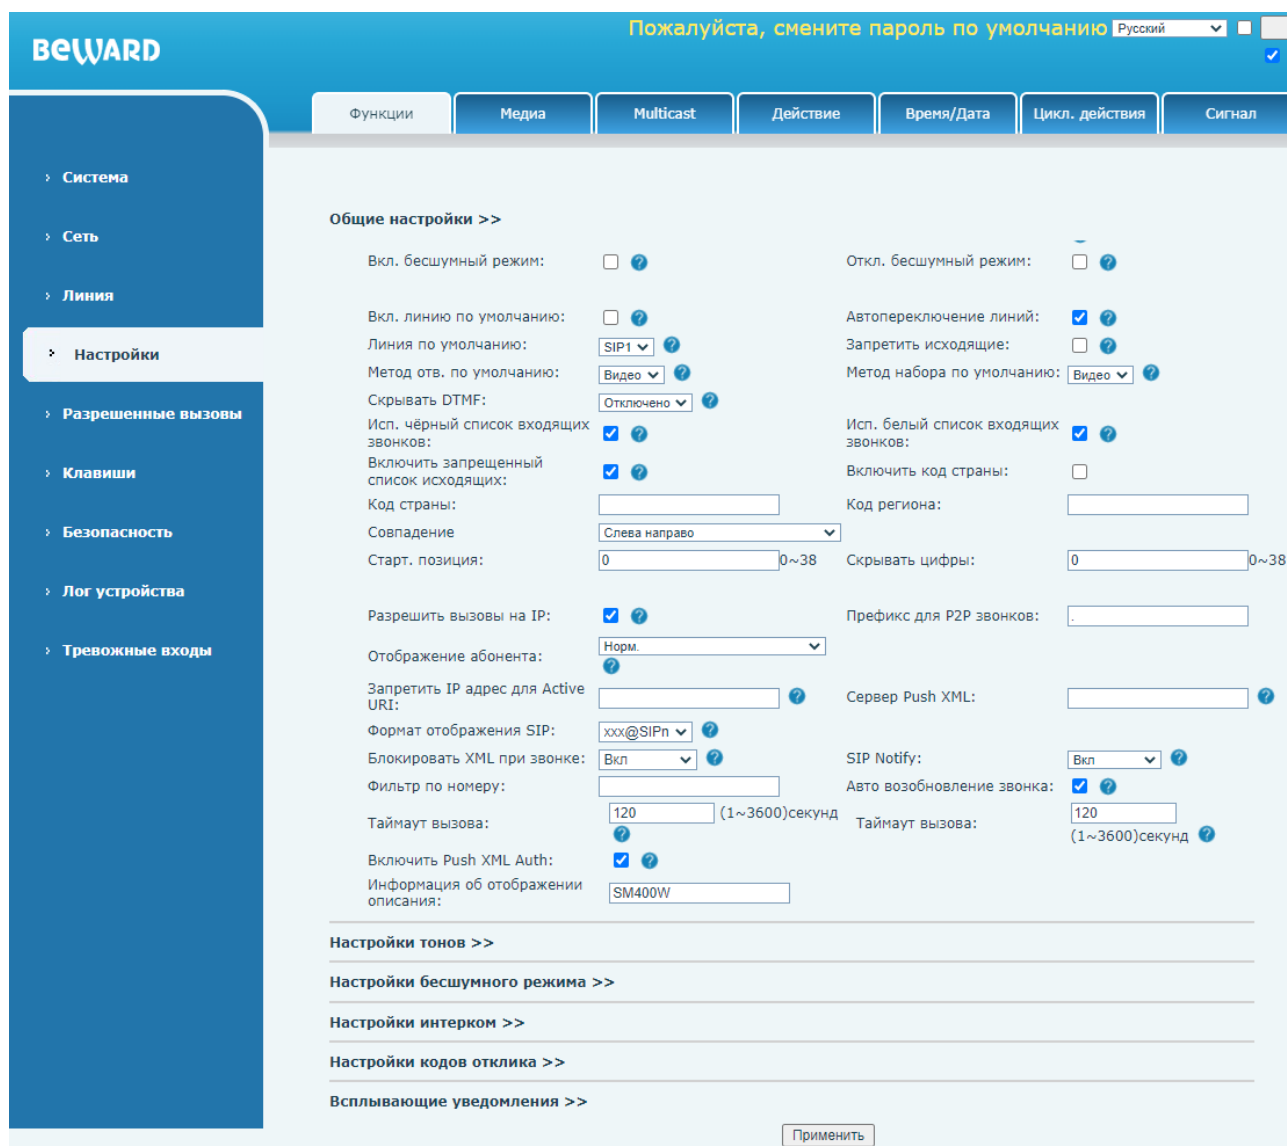 Пожалуйста, смените пароль по умолчанию Русский
BEWARD
Функции Медиа Multicast Действие Время/Дата Цикл. действия Сигнал
Система
Сеть
Линия
Настройки
Разрешенные вызовы
Клавиши
Безопасность
Лог устройства
Тревожные входы
Общие настройки >>
Вкл. бесшумный режим: Откл. бесшумный режим:
Вкл. линию по умолчанию: Автопереключение линий:
Линия по умолчанию: SIP1 Запретить исходящие:
Метод отв. по умолчанию: Видео Метод набора по умолчанию: Видео
Скрывать DTMF: Отключено
Исп. чёрный список входящих
звонков:
Исп. белый список входящих
звонков:
Включить запрещенный
список исходящих:
Включить код страны:
Код страны: Код региона:
Совпадение Слева направо
Старт. позиция: 0 0~38 Скрывать цифры: 0 0~38
Разрешить вызовы на IP: Префикс для P2P звонков: .
Отображение абонента: Норм.
Запретить IP адрес для Active
URI:
Сервер Push XML:
Формат отображения SIP: xxx@SIPn
Блокировать XML при звонке: Вкл SIP Notify: Вкл
Фильтр по номеру: Авто возобновление звонка:
Таймаут вызова: 120 (1~3600)секунд Таймаут вызова: 120
(1~3600)секунд
Включить Push XML Auth:
Информация об отображении
описания:
SM400W
Настройки тонов >>
Настройки бесшумного режима >>
Настройки интерком >>
Настройки кодов отклика >>
Всплывающие уведомления >>
Применить